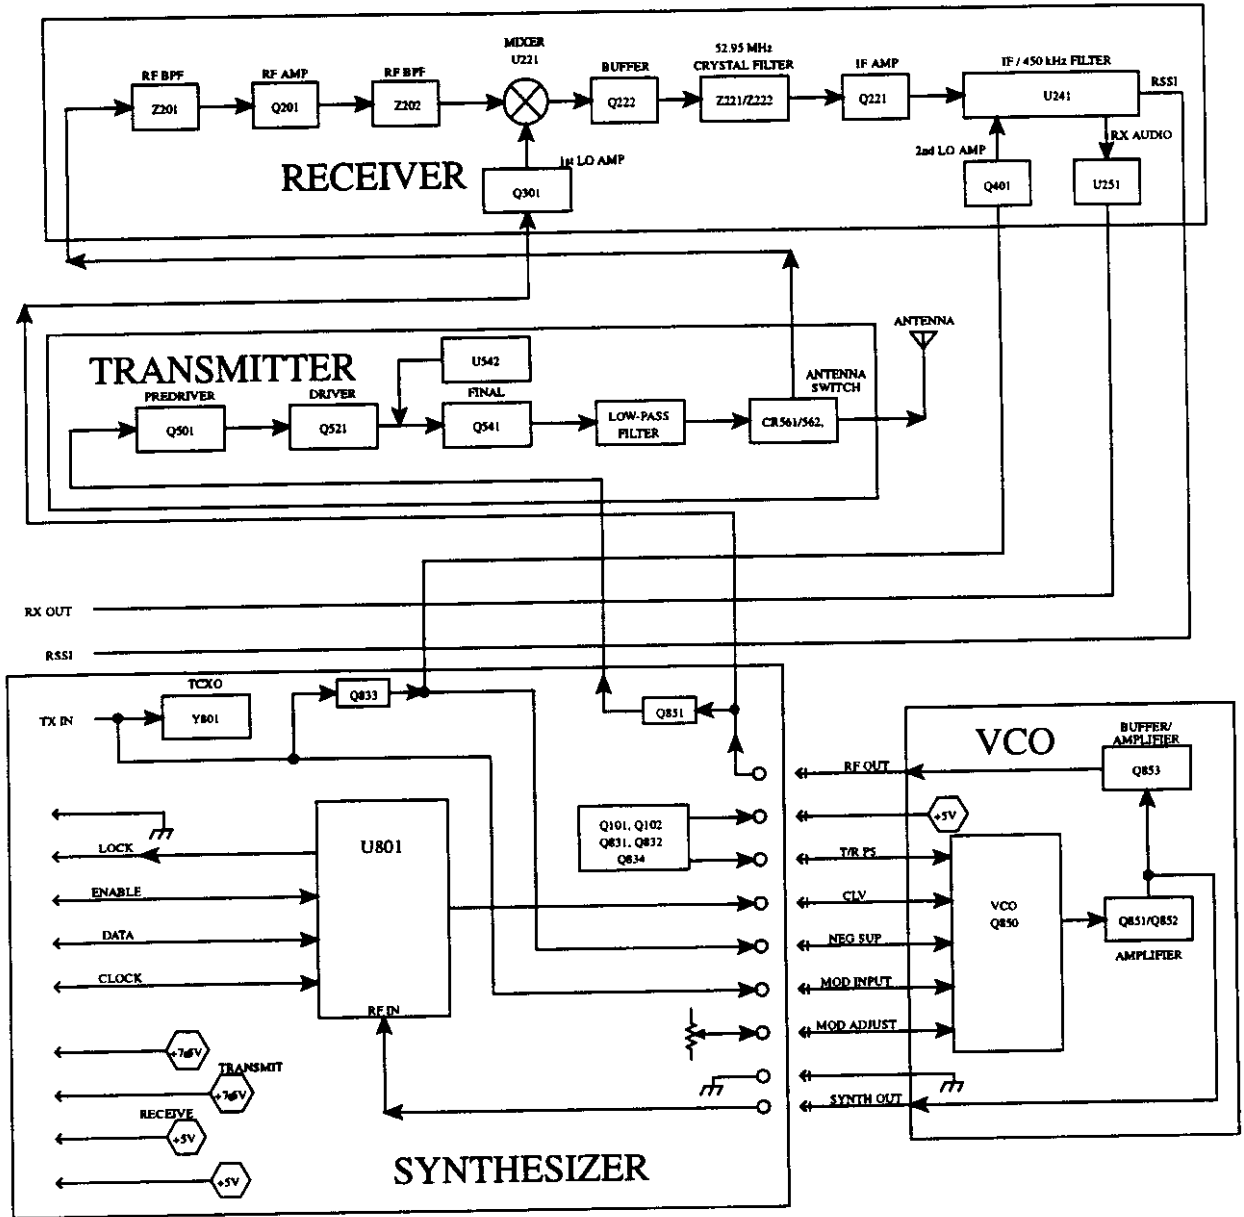 RF BPF
Z201
RF AMP
Q201
RF BPF
Z202
MIXER
U221
BUFFER
Q222
52.95 MHz
CRYSTAL FILTER
Z221/Z222
IF AMP
Q221
IF / 450 kHz FILTER
U241
RSSI
RX AUDIO
U251
2nd LO AMP
Q401
1st LO AMP
Q301
RECEIVER
TRANSMITTER
PREDRIVER
Q501
DRIVER
Q521
U542
FINAL
Q541
LOW-PASS
FILTER
ANTENNA
SWITCH
CR561/562,
ANTENNA
RX OUT
RSSI
TX IN
TCXO
Y801
Q833
Q851
LOCK
ENABLE
DATA
CLOCK
U801
RF IN
Q101, Q102
Q831, Q832
Q834
+7.6V
TRANSMIT
+7.6V
RECEIVE
+5V
+5V
SYNTHESIZER
VCO
BUFFER/
AMPLIFIER
Q853
RF OUT
+5V
T/R PS
CLV
NEG SUP
MOD INPUT
MOD ADJUST
SYNTH OUT
VCO
Q850
Q851/Q852
AMPLIFIER